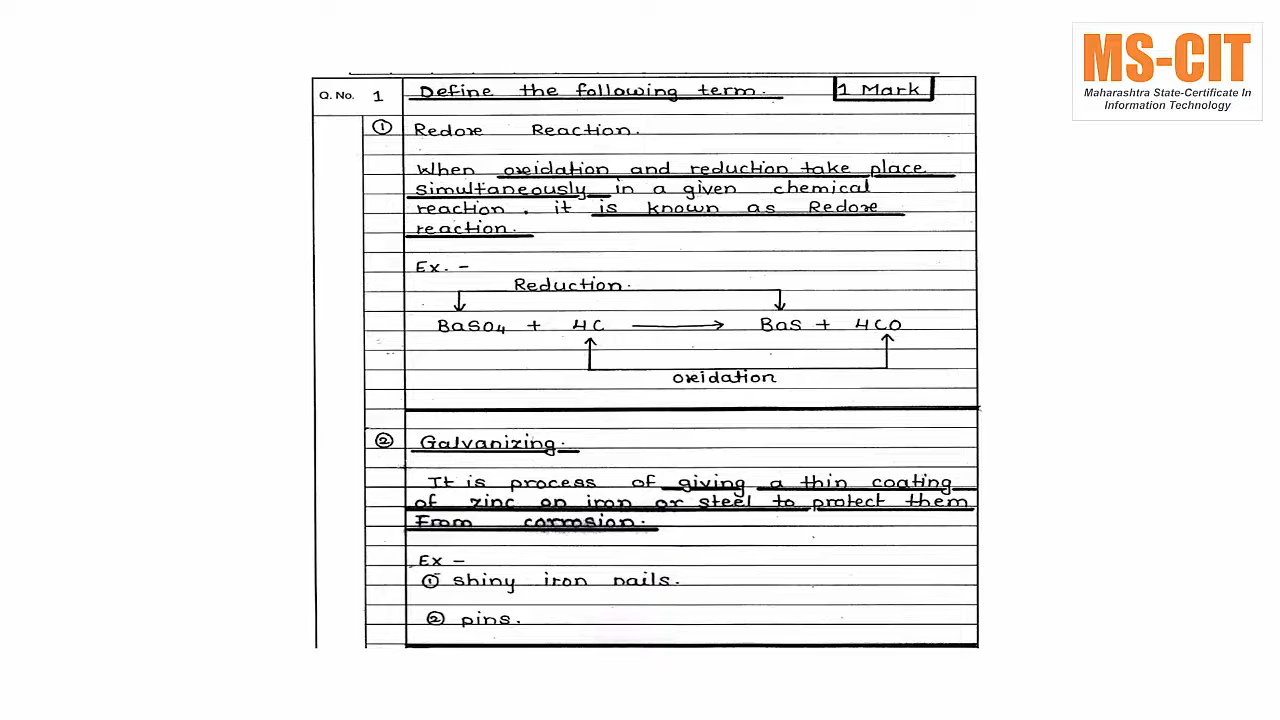 MS-CIT
Maharashtra State-Certificate In
Information Technology
Q. No. 1 Define the following term. 1 Mark
① Redox Reaction.
When oxidation and reduction take place
simultaneously in a given chemical
reaction, it is known as Redox
reaction.
Ex. -
Reduction.
BaSO₄ + 4C ⟶ BaS + 4CO
oxidation
② Galvanizing.
It is process of giving a thin coating
of zinc on iron or steel to protect them
From corrosion.
Ex -
① shiny iron nails.
② pins.